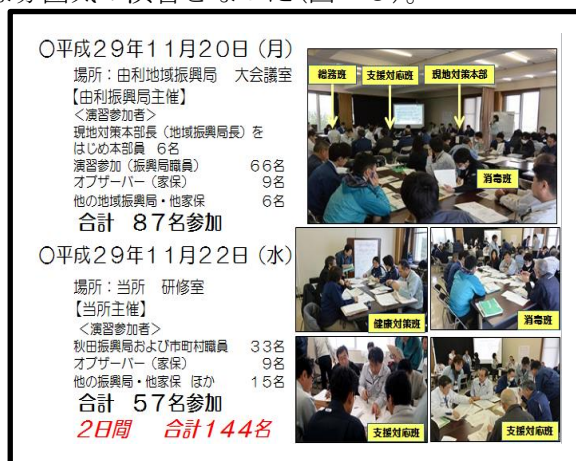 〇平成29年11月20日(月)
場所：由利地域振興局 大会議室
【由利振興局主催】
<演習参加者>
現地対策本部長（地域振興局長）を
はじめ本部員 6名
演習参加（振興局職員） 66名
オブザーバー（家保） 9名
他の地域振興局・他家保 6名
合計 87名参加
総務班
支援対応班
現地対策本部
消毒班
〇平成29年11月22日(水)
場所：当所 研修室
【当所主催】
<演習参加者>
秋田振興局および市町村職員 33名
オブザーバー（家保） 9名
他の振興局・他家保 ほか 15名
合計 57名参加
2日間 合計144名
健康対策班
消毒班
支援対応班
支援対応班